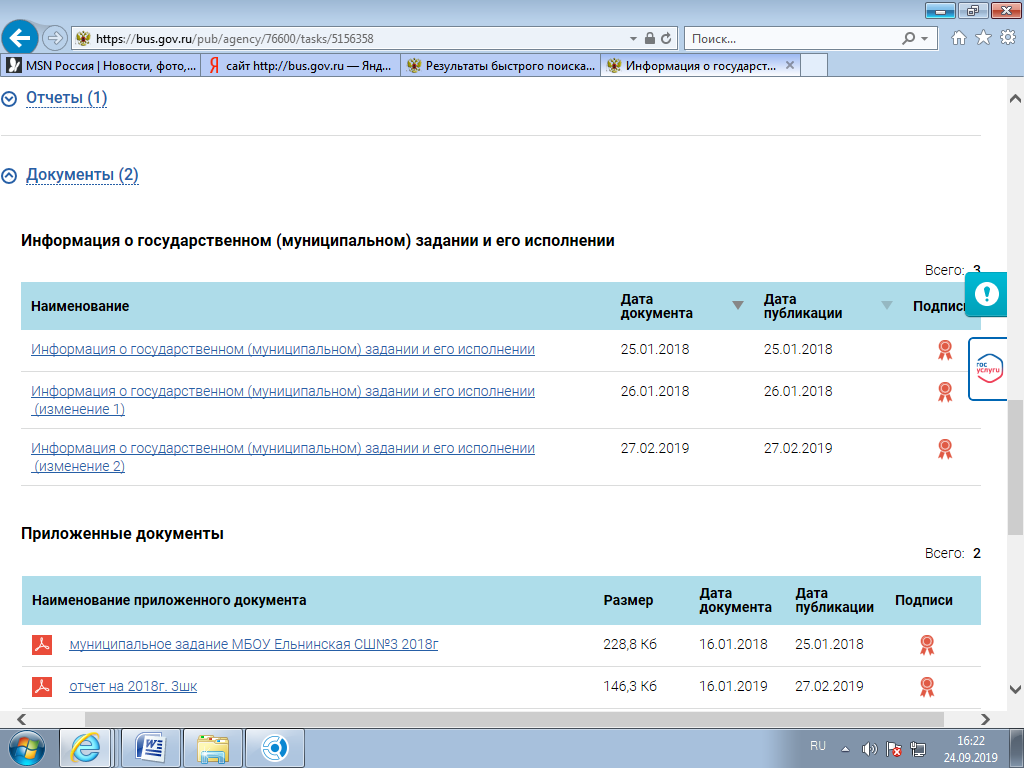 https://bus.gov.ru/pub/agency/76600/tasks/5156358
Поиск...
MSN Россия | Новости, фото,...
Я сайт http://bus.gov.ru — Янд...
Результаты быстрого поиска...
Информация о государст...
Отчеты (1)
Документы (2)
Информация о государственном (муниципальном) задании и его исполнении
Всего: 3
Наименование
Дата документа
Дата публикации
Подписи
Информация о государственном (муниципальном) задании и его исполнении
25.01.2018
25.01.2018
Информация о государственном (муниципальном) задании и его исполнении
(изменение 1)
26.01.2018
26.01.2018
Информация о государственном (муниципальном) задании и его исполнении
(изменение 2)
27.02.2019
27.02.2019
гос
услуги
Приложенные документы
Всего: 2
Наименование приложенного документа
Размер
Дата документа
Дата публикации
Подписи
муниципальное задание МБОУ Ельнинская СШ№3 2018г
228,8 Кб
16.01.2018
25.01.2018
отчет на 2018г. 3шк
146,3 Кб
16.01.2019
27.02.2019
RU
16:22
24.09.2019